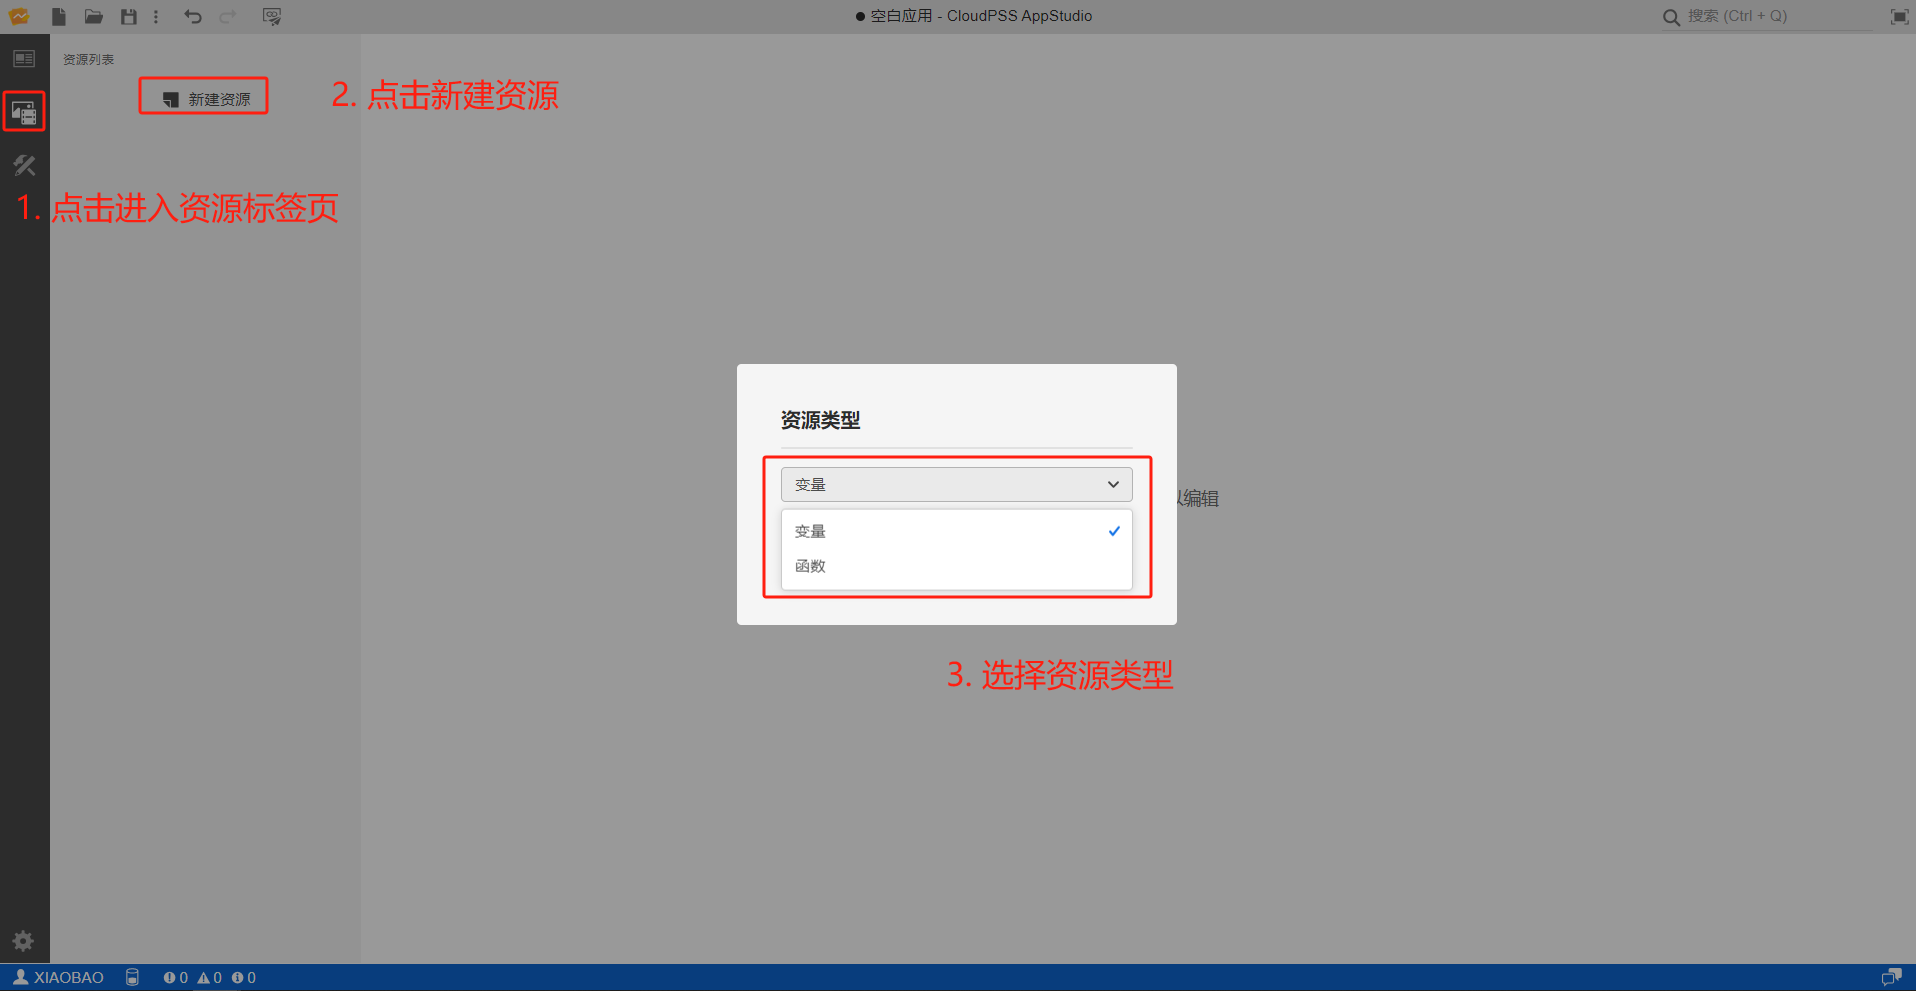 ● 空白应用 - CloudPSS AppStudio
搜索 (Ctrl + Q)
资源列表
新建资源
2. 点击新建资源
1. 点击进入资源标签页
资源类型
变量
编辑
变量
函数
3. 选择资源类型
XIAOBAO
0
0
0